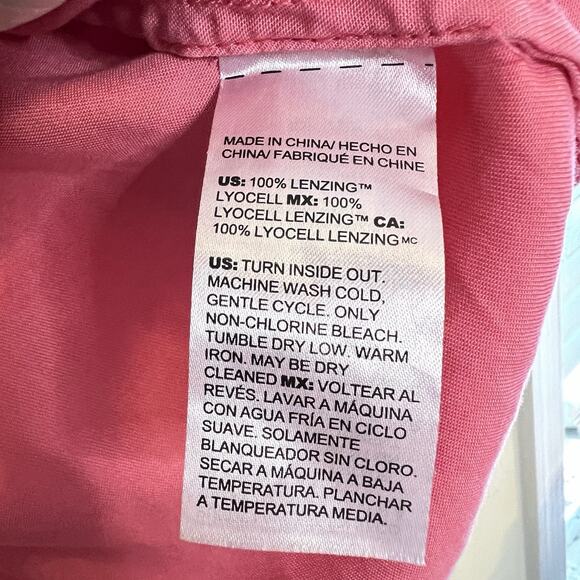 MADE IN CHINA/ HECHO EN
CHINA/ FABRIQUÉ EN CHINE
US: 100% LENZING™
LYOCELL MX: 100%
LYOCELL LENZING™ CA:
100% LYOCELL LENZING MC
US: TURN INSIDE OUT.
MACHINE WASH COLD,
GENTLE CYCLE. ONLY
NON-CHLORINE BLEACH.
TUMBLE DRY LOW. WARM
IRON. MAY BE DRY
CLEANED MX: VOLTEAR AL
REVÉS. LAVAR A MÁQUINA
CON AGUA FRÍA EN CICLO
SUAVE. SOLAMENTE
BLANQUEADOR SIN CLORO.
SECAR A MÁQUINA A BAJA
TEMPERATURA. PLANCHAR
A TEMPERATURA MEDIA.